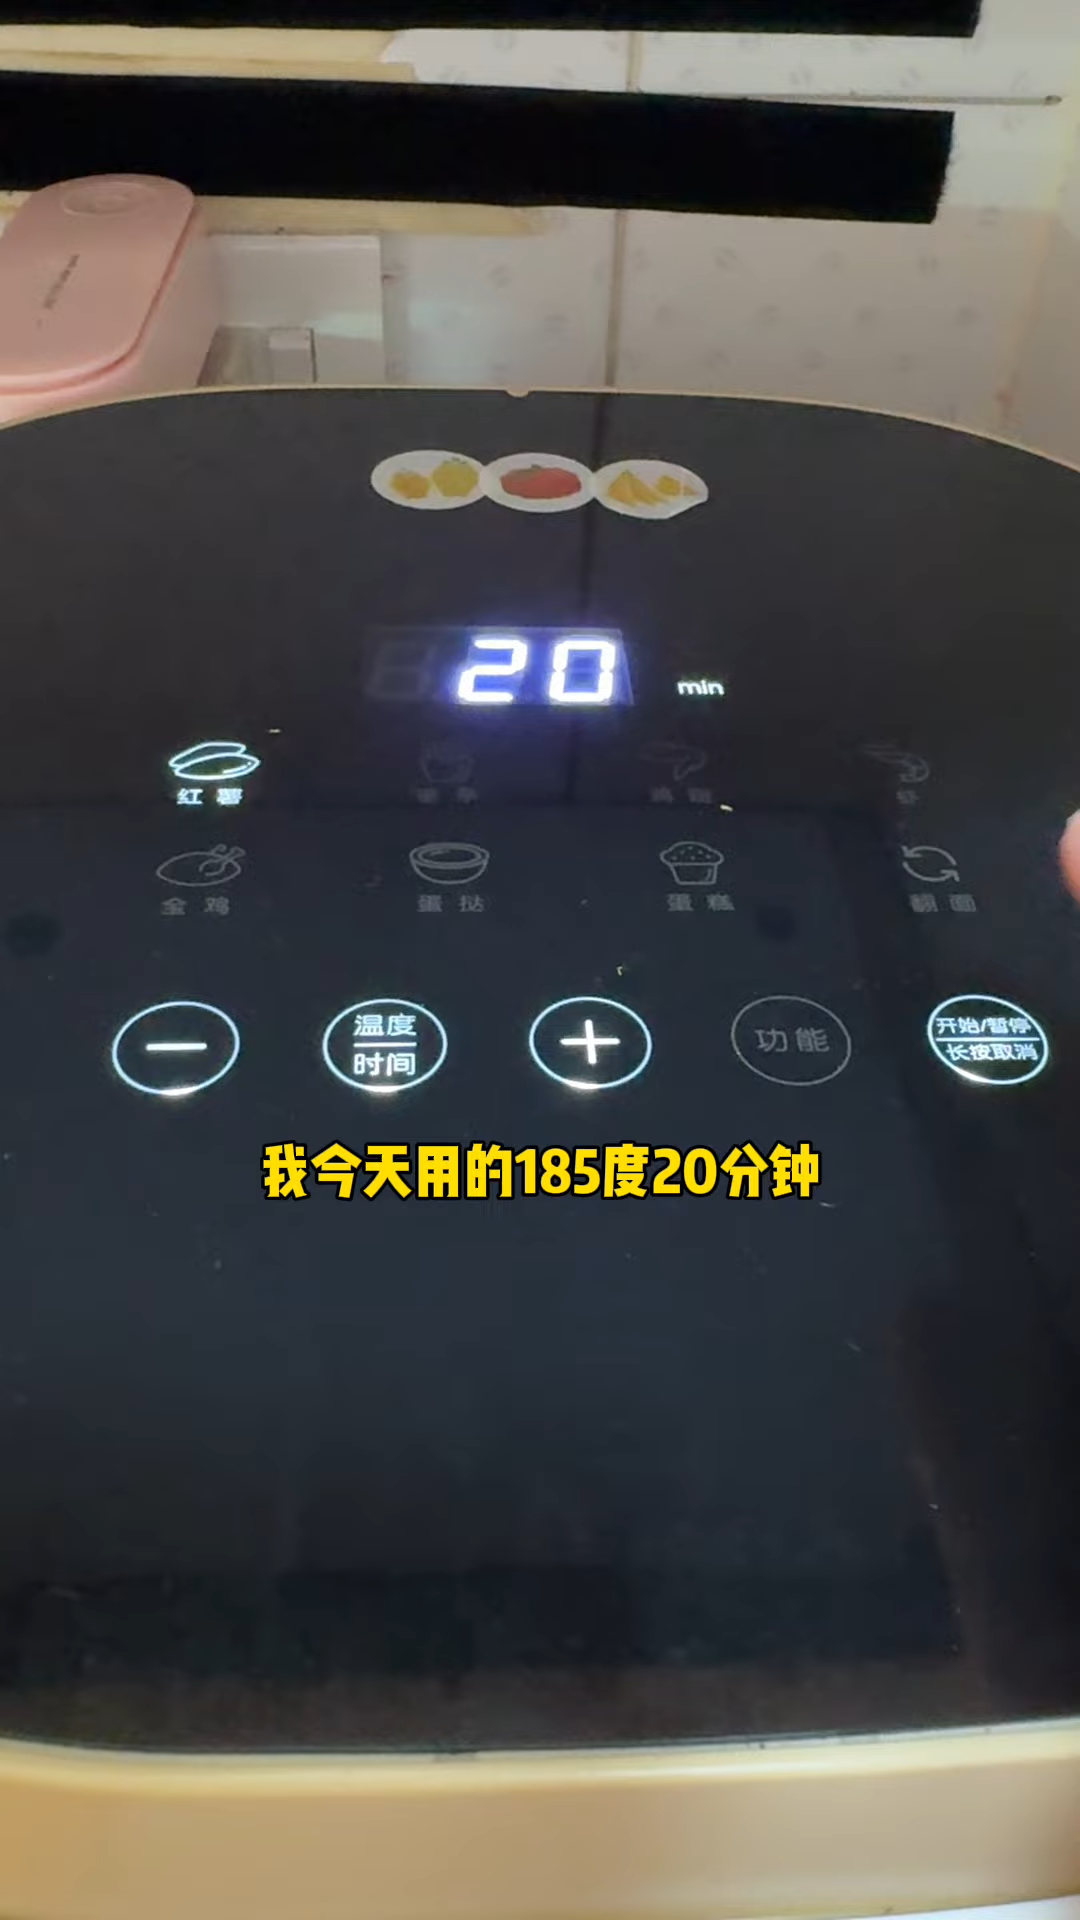 20 min
红薯
全鸡 蛋挞 蛋糕 翻面
温度
时间
功能
开始/暂停
长按取消
我今天用的185度20分钟